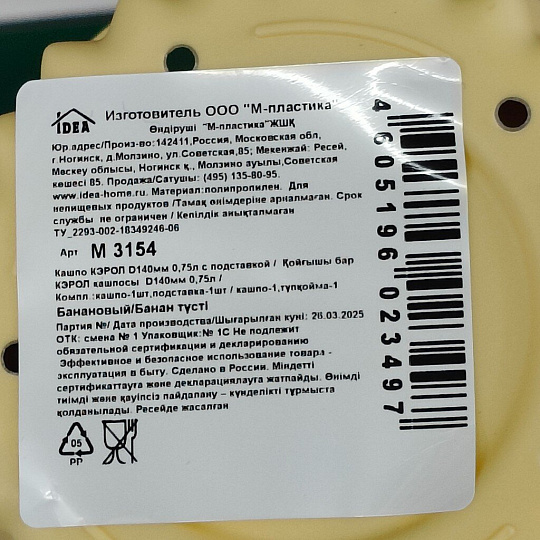 IDEA
Изготовитель ООО "М-пластика"
Өндіруші "М-пластика"ЖШҚ
Юр.адрес/Произ-во:142411,Россия, Московская обл,
г.Ногинск, д.Молзино, ул.Советская,85; Мекенжай: Ресей,
Мәскеу облысы, Ногинск қ., Молзино ауылы,Советская
көшесі 85. Продажа/Сатушы: (495) 135-80-95.
www.idea-home.ru. Материал:полипропилен. Для
непищевых продуктов /Тамақ өнімдеріне арналмаған. Срок
службы не ограничен / Кепілдік анықталмаған
ТУ_2293-002-18349246-06
Арт М 3154
Кашпо КЭРОЛ D140мм 0,75л с подставкой / Қойғышы бар
КЭРОЛ кашпосы D140мм 0,75л /
Компл.:кашпо-1шт,подставка-1шт / кашпо-1,түпқойма-1
Банановый/Банан түсті
Партия №/ Дата производства/Шығарылған күні: 26.03.2025
ОТК: смена № 1 Упаковщик:№ 1С Не подлежит
обязательной сертификации и декларированию
Эффективное и безопасное использование товара -
эксплуатация в быту. Сделано в России. Міндетті
сертификаттауға және декларациялауға жатпайды. Өнімді
тиімді және қауіпсіз пайдалану – күнделікті тұрмыста
қолданылады. Ресейде жасалған
05
PP
4 605196 023497